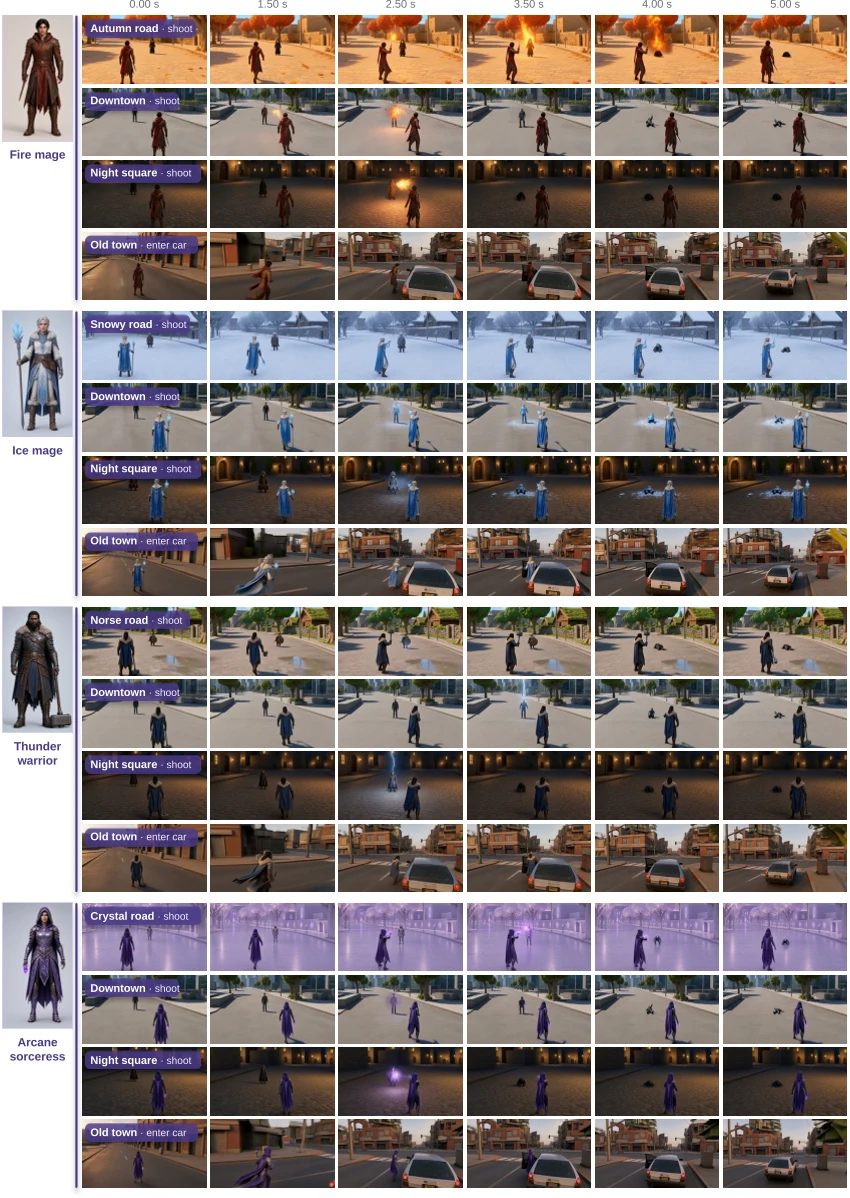 0.00 s 1.50 s 2.50 s 3.50 s 4.00 s 5.00 s
Autumn road · shoot
Downtown · shoot
Fire mage
Night square · shoot
Old town · enter car
Snowy road · shoot
Downtown · shoot
Ice mage
Night square · shoot
Old town · enter car
Norse road · shoot
Downtown · shoot
Thunder
warrior
Night square · shoot
Old town · enter car
Crystal road · shoot
Downtown · shoot
Arcane
sorceress
Night square · shoot
Old town · enter car